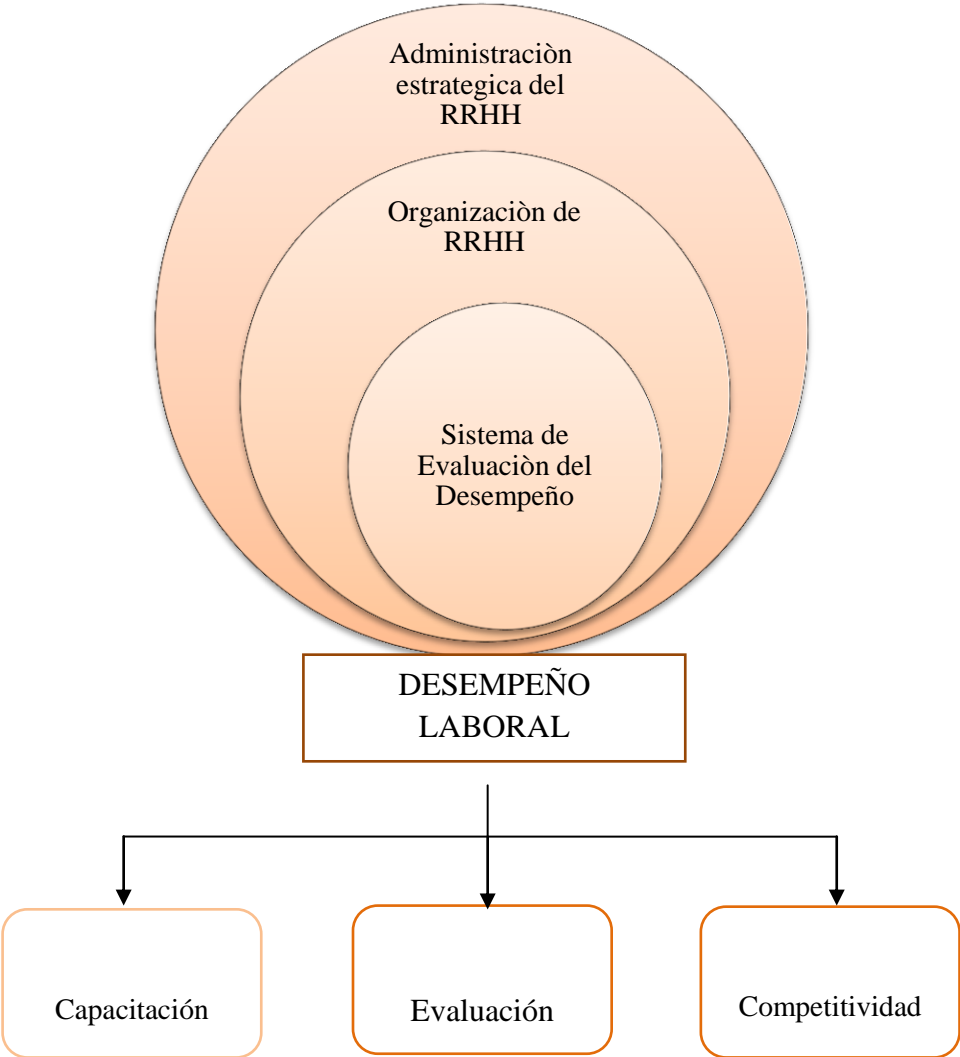 Administraciòn
estrategica del
RRHH
Organizaciòn de
RRHH
Sistema de
Evaluaciòn del
Desempeño
DESEMPEÑO
LABORAL
Capacitación
Evaluación
Competitividad